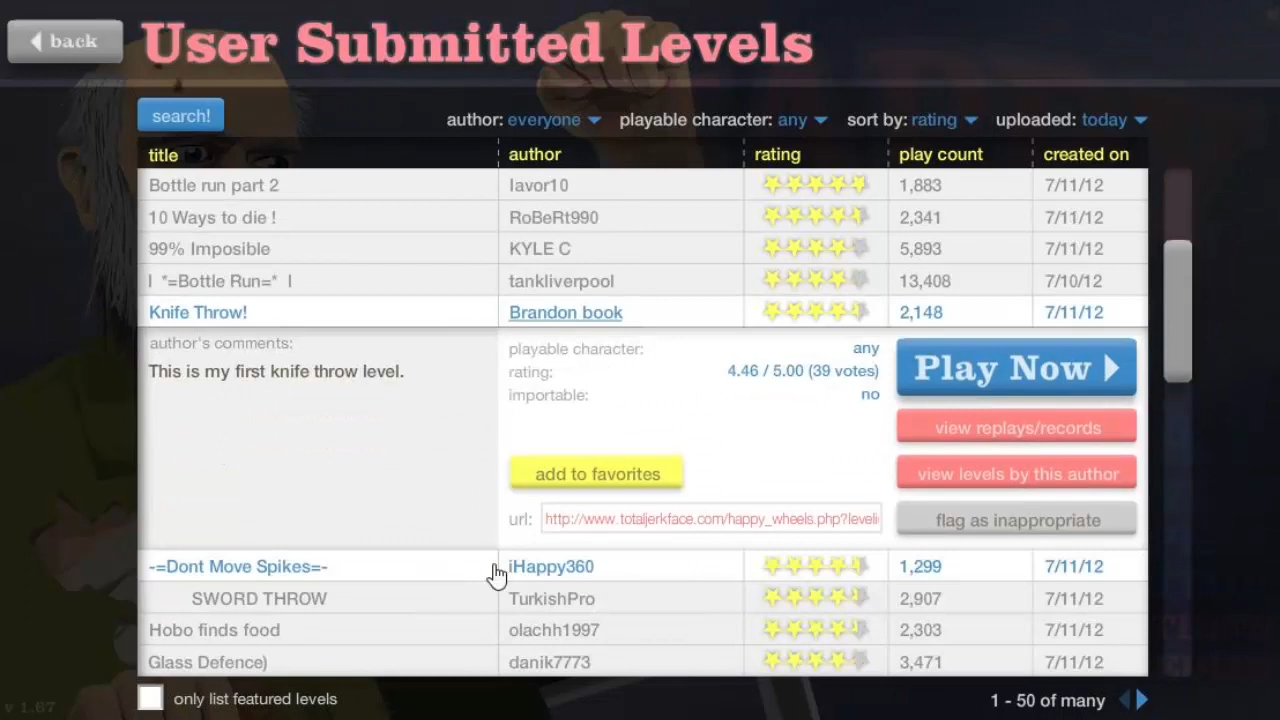 back
User Submitted Levels
search!
author: everyone playable character: any sort by: rating uploaded: today
title author rating play count created on
Bottle run part 2 lavor10 1,883 7/11/12
10 Ways to die ! RoBeRt990 2,341 7/11/12
99% Imposible KYLE C 5,893 7/11/12
| *=Bottle Run=* | tankliverpool 13,408 7/10/12
Knife Throw! Brandon book 2,148 7/11/12
author's comments:
This is my first knife throw level.
playable character: any
rating: 4.46 / 5.00 (39 votes)
importable: no
add to favorites
url: http://www.totaljerkface.com/happy_wheels.php?leveli
Play Now
view replays/records
view levels by this author
flag as inappropriate
-=Dont Move Spikes=- iHappy360 1,299 7/11/12
SWORD THROW TurkishPro 2,907 7/11/12
Hobo finds food olachh1997 2,303 7/11/12
Glass Defence) danik7773 3,471 7/11/12
only list featured levels
1 - 50 of many
v 1.67